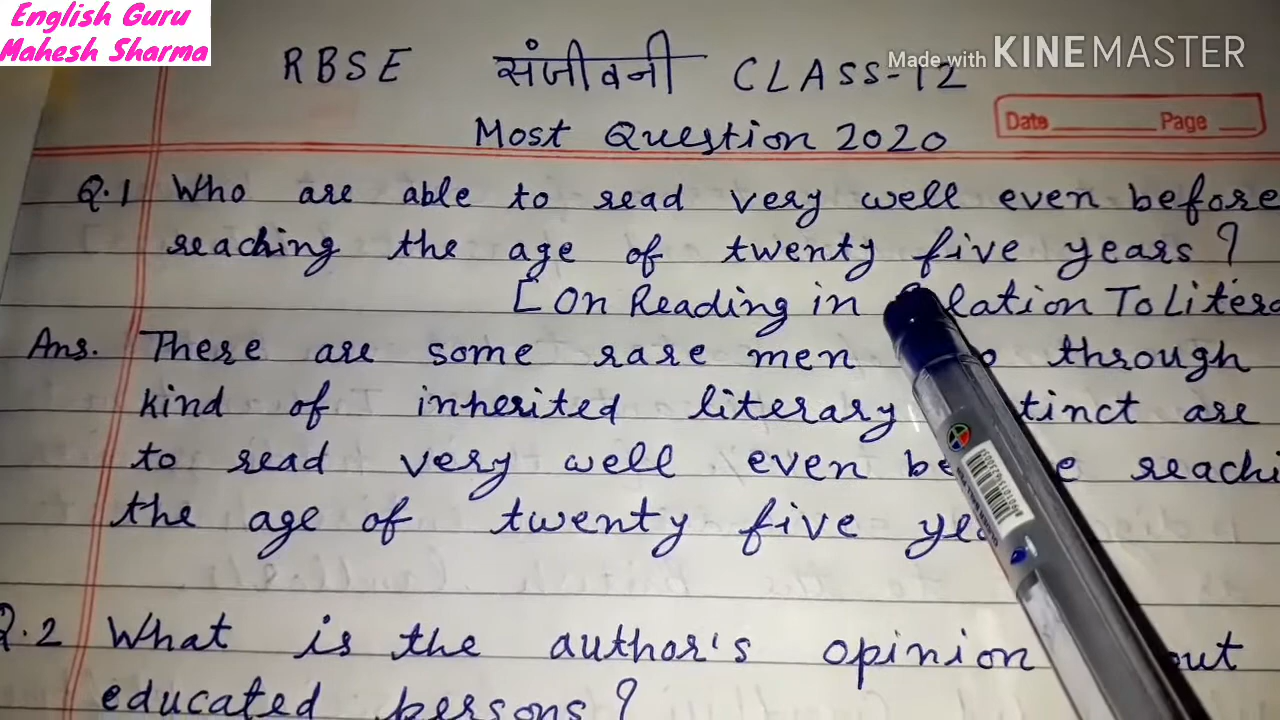 English Guru
Mahesh Sharma
Made with KINEMASTER
RBSE संजीवनी CLASS-12
Most Question 2020
Date Page
Q.1 Who are able to read very well even before
reaching the age of twenty five years?
[On Reading in To
Ans. There are some rare men through
kind of inherited literary are
to read very well even
the age of twenty five
Q.2 What is the author's opinion
educated persons?